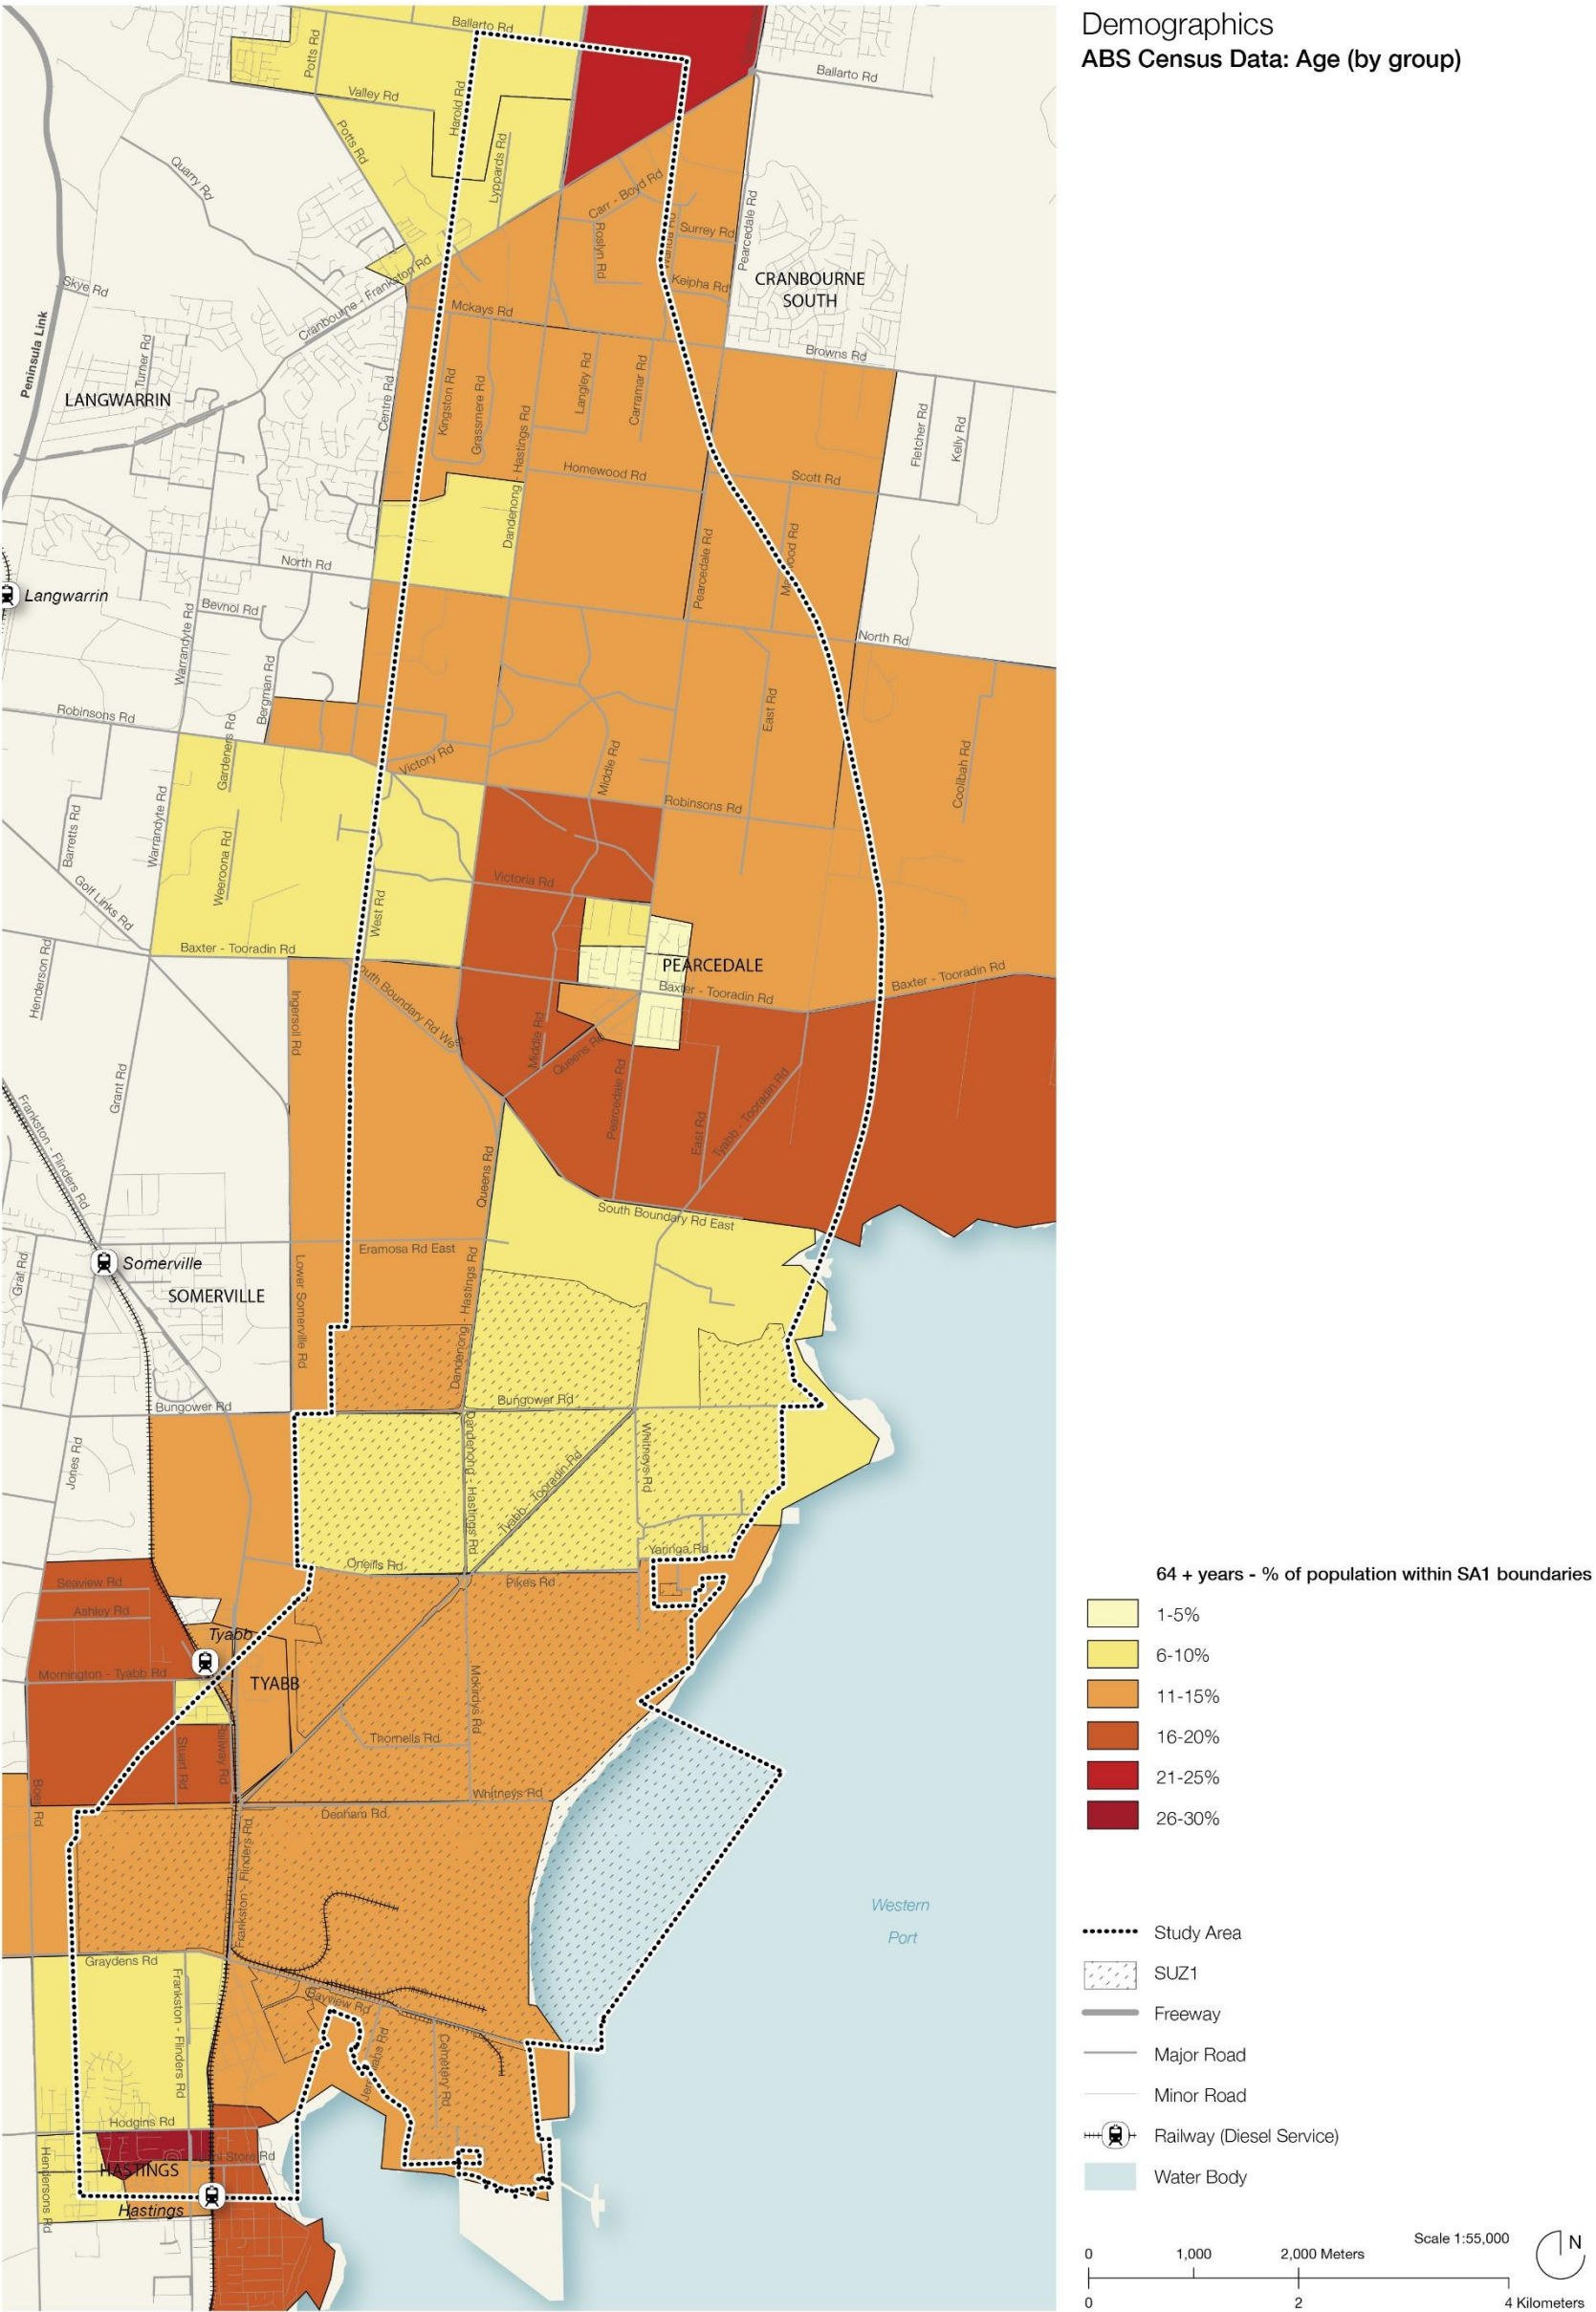 Demographics
ABS Census Data: Age (by group)
Ballarto Rd
Potts Rd
Ballarto Rd
Valley Rd
Harold Rd
Potts Rd
Lyppards Rd
Quarry Rd
Carr - Boyd Rd
Pearcedale Rd
Roslyn Rd
Surrey Rd
Cranbourne - Frankston Rd
Keipha Rd
CRANBOURNE
SOUTH
Skye Rd
Mckays Rd
Peninsula Link
Turner Rd
Browns Rd
LANGWARRIN
Centre Rd
Kingston Rd
Grassmere Rd
Dandenong - Hastings Rd
Langley Rd
Carramar Rd
Fletcher Rd
Kelly Rd
Homewood Rd
Scott Rd
North Rd
Pearcedale Rd
Langwarrin
Bevnol Rd
Warrandyte Rd
North Rd
Bergman Rd
East Rd
Robinsons Rd
Gardeners Rd
Victory Rd
Middle Rd
Coolibah Rd
Robinsons Rd
Barretts Rd
Warrandyte Rd
Weeroona Rd
Victoria Rd
Golf Links Rd
West Rd
Baxter - Tooradin Rd
PEARCEDALE
Henderson Rd
Baxter - Tooradin Rd
Baxter - Tooradin Rd
Ingersoll Rd
Middle Rd
Queens Rd
Grant Rd
Pearcedale Rd
East Rd
Tyabb - Tooradin Rd
Frankston - Flinders Rd
Queens Rd
South Boundary Rd East
Eramosa Rd East
Graf Rd
Somerville
SOMERVILLE
Lower Somerville Rd
Dandenong - Hastings Rd
Bungower Rd
Bungower Rd
Jones Rd
Dandenong - Hastings Rd
Tyabb - Tooradin Rd
Whitneys Rd
Yaringa Rd
Oneills Rd
Pikes Rd
Seaview Rd
Ashley Rd
Tyabb
Mornington - Tyabb Rd
TYABB
Mckirdys Rd
Stuart Rd
Railway Rd
Thornells Rd
Boes Rd
Whitneys Rd
Denham Rd
Frankston - Flinders Rd
Western
Port
Graydens Rd
Frankston - Flinders Rd
Bayview Rd
Cemetery Rd
Hodgins Rd
HASTINGS
Hendersons Rd
Hastings
64 + years - % of population within SA1 boundaries
1-5%
6-10%
11-15%
16-20%
21-25%
26-30%
Study Area
SUZ1
Freeway
Major Road
Minor Road
Railway (Diesel Service)
Water Body
Scale 1:55,000
N
0 1,000 2,000 Meters
0 2 4 Kilometers